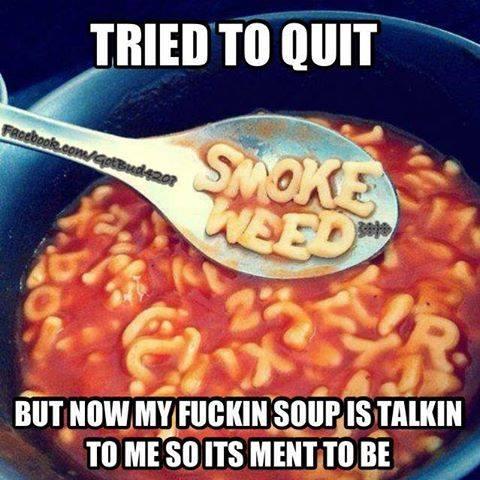 TRIED TO QUIT
Facebook.com/GotBud420?
SMOKE
WEED
BUT NOW MY FUCKIN SOUP IS TALKIN
TO ME SO ITS MENT TO BE